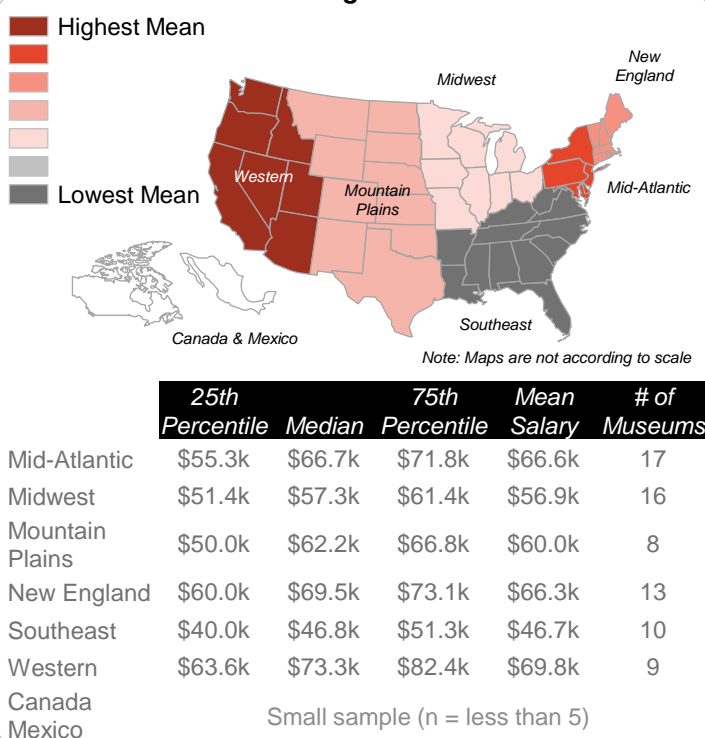 Highest Mean
Lowest Mean
Midwest
New
England
Western
Mountain
Plains
Mid-Atlantic
Southeast
Canada & Mexico
Note: Maps are not according to scale
25th Percentile Median 75th Percentile Mean Salary # of Museums
Mid-Atlantic $55.3k $66.7k $71.8k $66.6k 17
Midwest $51.4k $57.3k $61.4k $56.9k 16
Mountain
Plains $50.0k $62.2k $66.8k $60.0k 8
New England $60.0k $69.5k $73.1k $66.3k 13
Southeast $40.0k $46.8k $51.3k $46.7k 10
Western $63.6k $73.3k $82.4k $69.8k 9
Canada
Mexico Small sample (n = less than 5)